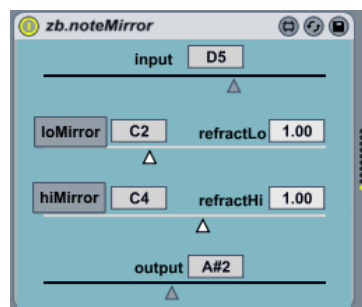 zb.noteMirror
input D5
loMirror C2 refractLo 1.00
hiMirror C4 refractHi 1.00
output A#2